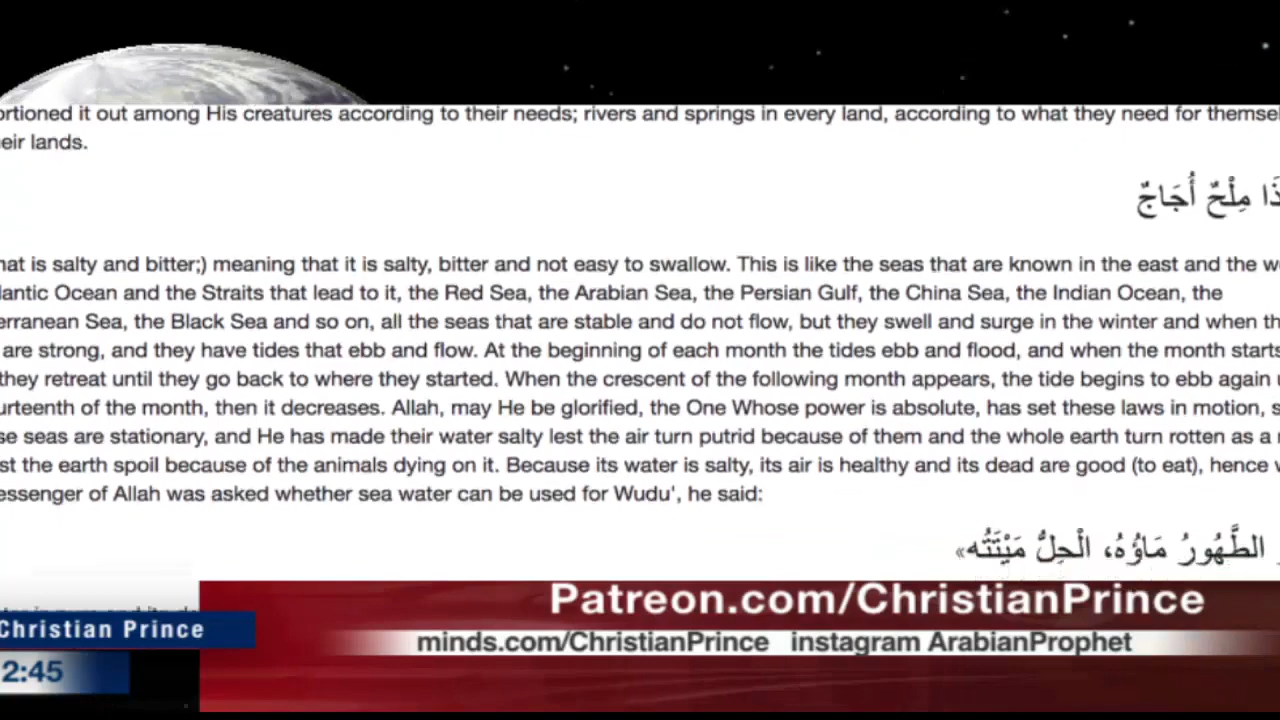 ortioned it out among His creatures according to their needs; rivers and springs in every land, according to what they need for themse
eir lands.
ذَا مِلْحٌ أُجَاجٌ
hat is salty and bitter;) meaning that it is salty, bitter and not easy to swallow. This is like the seas that are known in the east and the w
lantic Ocean and the Straits that lead to it, the Red Sea, the Arabian Sea, the Persian Gulf, the China Sea, the Indian Ocean, the
erranean Sea, the Black Sea and so on, all the seas that are stable and do not flow, but they swell and surge in the winter and when th
are strong, and they have tides that ebb and flow. At the beginning of each month the tides ebb and flood, and when the month starts
they retreat until they go back to where they started. When the crescent of the following month appears, the tide begins to ebb again
urteenth of the month, then it decreases. Allah, may He be glorified, the One Whose power is absolute, has set these laws in motion, s
se seas are stationary, and He has made their water salty lest the air turn putrid because of them and the whole earth turn rotten as a
st the earth spoil because of the animals dying on it. Because its water is salty, its air is healthy and its dead are good (to eat), hence
essenger of Allah was asked whether sea water can be used for Wudu', he said:
الطَّهُورُ مَاؤُهُ، الْحِلُّ مَيْتَتُه»
Patreon.com/ChristianPrince
Christian Prince
minds.com/ChristianPrince instagram ArabianProphet
2:45